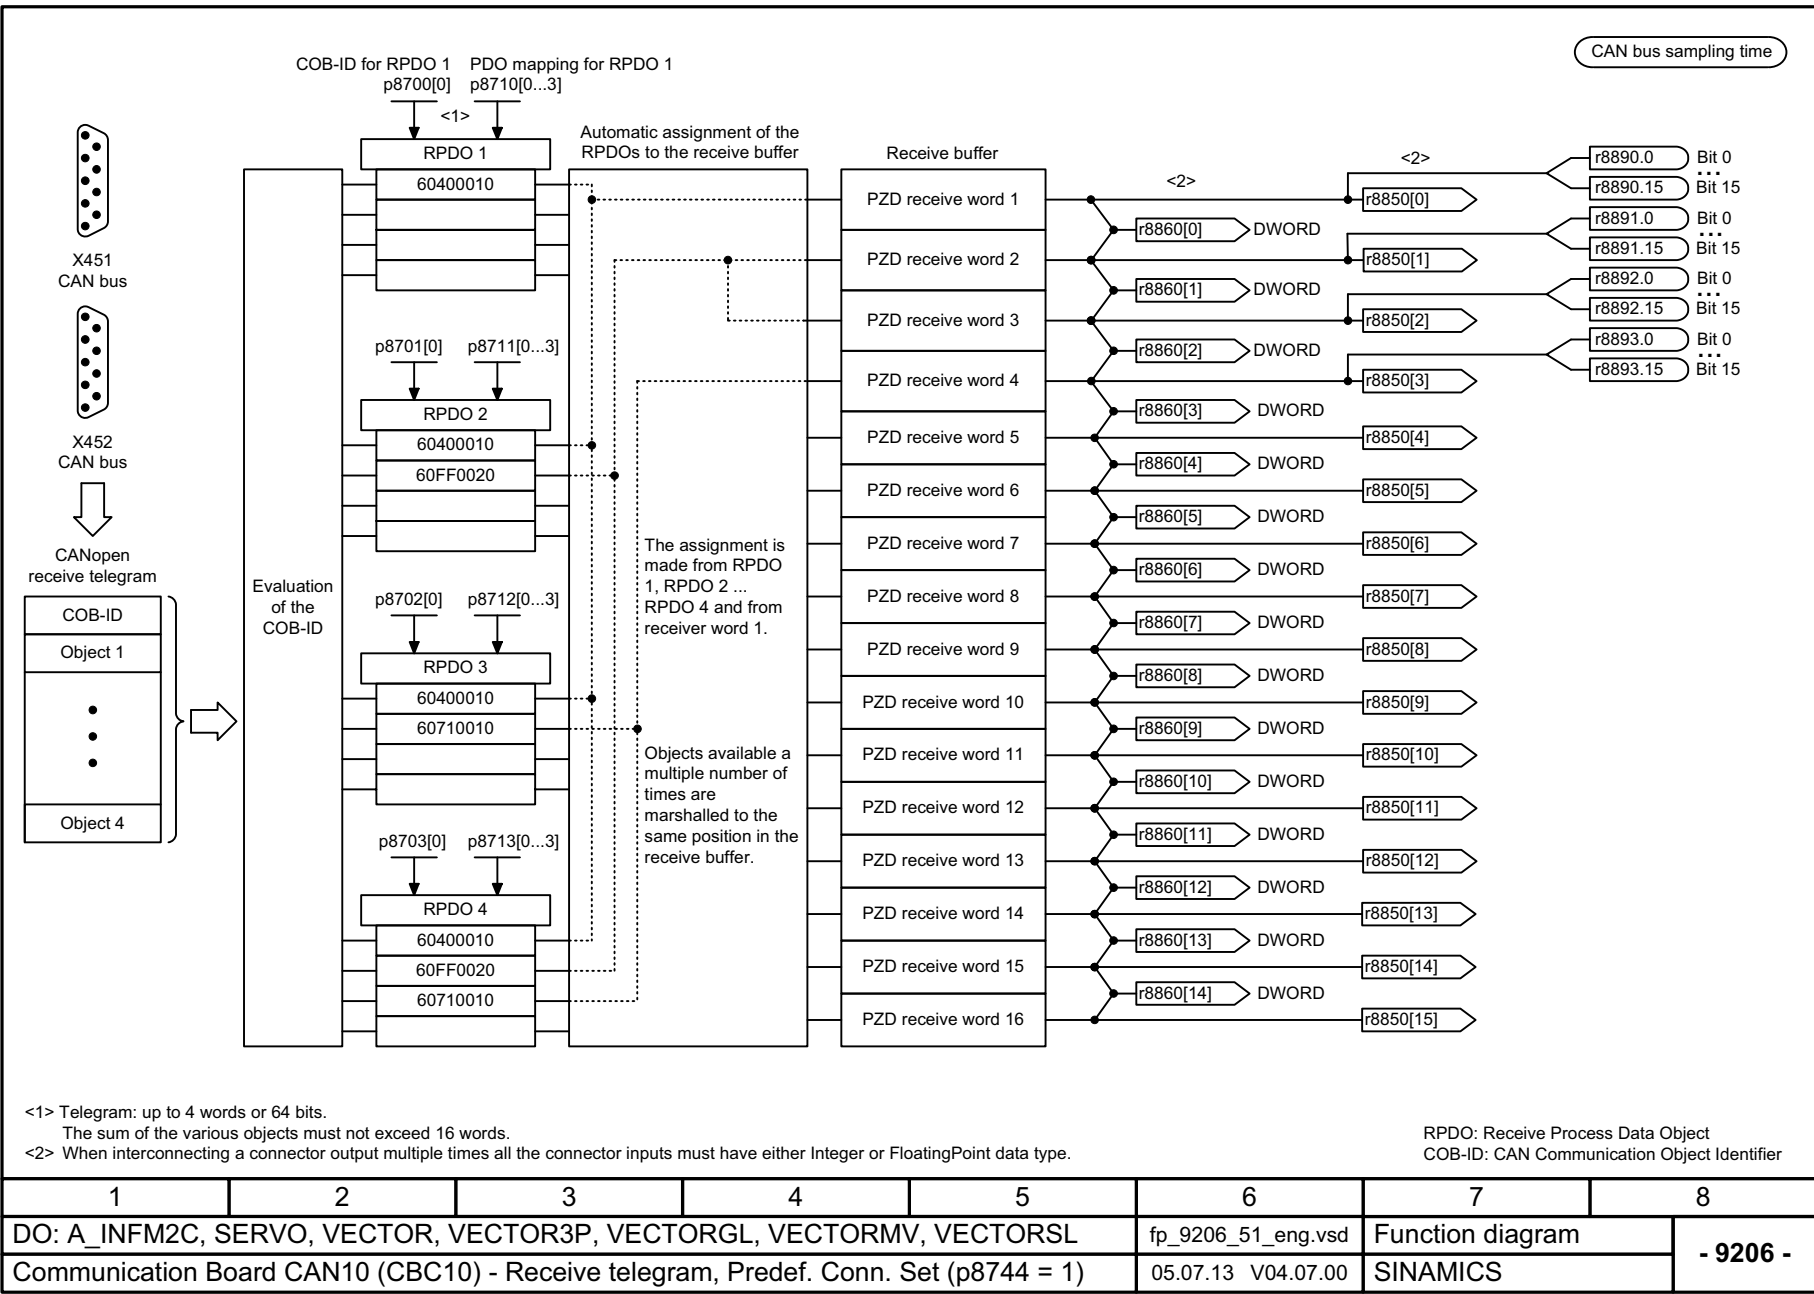 CAN bus sampling time
COB-ID for RPDO 1
p8700[0]
PDO mapping for RPDO 1
p8710[0...3]
<1>
X451
CAN bus
X452
CAN bus
CANopen
receive telegram
COB-ID
Object 1
Object 4
Evaluation
of the
COB-ID
RPDO 1
60400010
p8701[0]
p8711[0...3]
RPDO 2
60400010
60FF0020
p8702[0]
p8712[0...3]
RPDO 3
60400010
60710010
p8703[0]
p8713[0...3]
RPDO 4
60400010
60FF0020
60710010
Automatic assignment of the
RPDOs to the receive buffer
The assignment is
made from RPDO
1, RPDO 2 ...
RPDO 4 and from
receiver word 1.
Objects available a
multiple number of
times are
marshalled to the
same position in the
receive buffer.
Receive buffer
PZD receive word 1
PZD receive word 2
PZD receive word 3
PZD receive word 4
PZD receive word 5
PZD receive word 6
PZD receive word 7
PZD receive word 8
PZD receive word 9
PZD receive word 10
PZD receive word 11
PZD receive word 12
PZD receive word 13
PZD receive word 14
PZD receive word 15
PZD receive word 16
<2>
r8860[0] DWORD
r8860[1] DWORD
r8860[2] DWORD
r8860[3] DWORD
r8860[4] DWORD
r8860[5] DWORD
r8860[6] DWORD
r8860[7] DWORD
r8860[8] DWORD
r8860[9] DWORD
r8860[10] DWORD
r8860[11] DWORD
r8860[12] DWORD
r8860[13] DWORD
r8860[14] DWORD
<2>
r8850[0]
r8850[1]
r8850[2]
r8850[3]
r8850[4]
r8850[5]
r8850[6]
r8850[7]
r8850[8]
r8850[9]
r8850[10]
r8850[11]
r8850[12]
r8850[13]
r8850[14]
r8850[15]
r8890.0 Bit 0
...
r8890.15 Bit 15
r8891.0 Bit 0
...
r8891.15 Bit 15
r8892.0 Bit 0
...
r8892.15 Bit 15
r8893.0 Bit 0
...
r8893.15 Bit 15
<1> Telegram: up to 4 words or 64 bits.
The sum of the various objects must not exceed 16 words.
<2> When interconnecting a connector output multiple times all the connector inputs must have either Integer or FloatingPoint data type.
RPDO: Receive Process Data Object
COB-ID: CAN Communication Object Identifier
1 2 3 4 5 6 7 8
DO: A_INFM2C, SERVO, VECTOR, VECTOR3P, VECTORGL, VECTORMV, VECTORSL
fp_9206_51_eng.vsd
Function diagram
- 9206 -
Communication Board CAN10 (CBC10) - Receive telegram, Predef. Conn. Set (p8744 = 1)
05.07.13 V04.07.00
SINAMICS